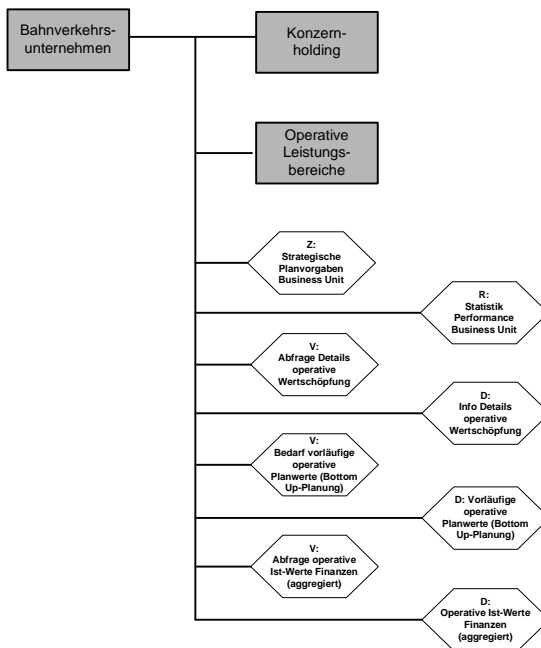 Bahnverkehrs-
unternehmen
Konzern-
holding
Operative
Leistungs-
bereiche
Z:
Strategische
Planvorgaben
Business Unit
R:
Statistik
Performance
Business Unit
V:
Abfrage Details
operative
Wertschöpfung
D:
Info Details
operative
Wertschöpfung
V:
Bedarf vorläufige
operative
Planwerte (Bottom
Up-Planung)
D: Vorläufige
operative
Planwerte (Bottom
Up-Planung)
V:
Abfrage operative
Ist-Werte Finanzen
(aggregiert)
D:
Operative Ist-Werte
Finanzen
(aggregiert)